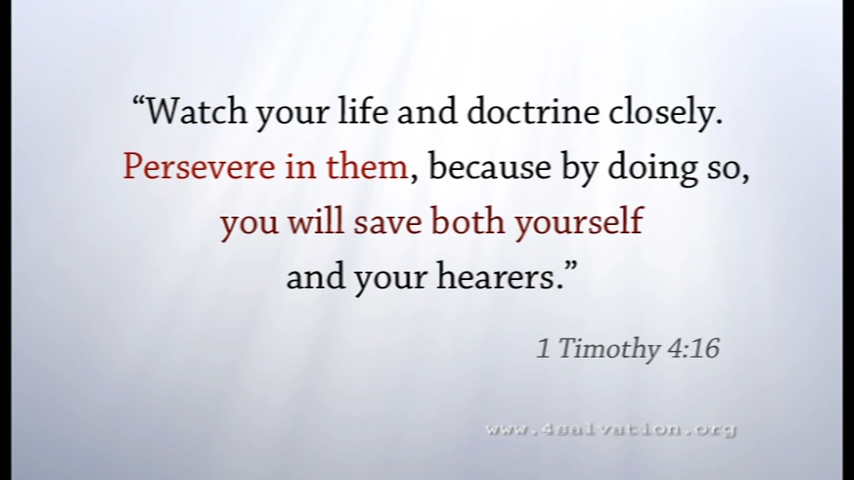 “Watch your life and doctrine closely.
Persevere in them, because by doing so,
you will save both yourself
and your hearers.”
1 Timothy 4:16
www.4salvation.org